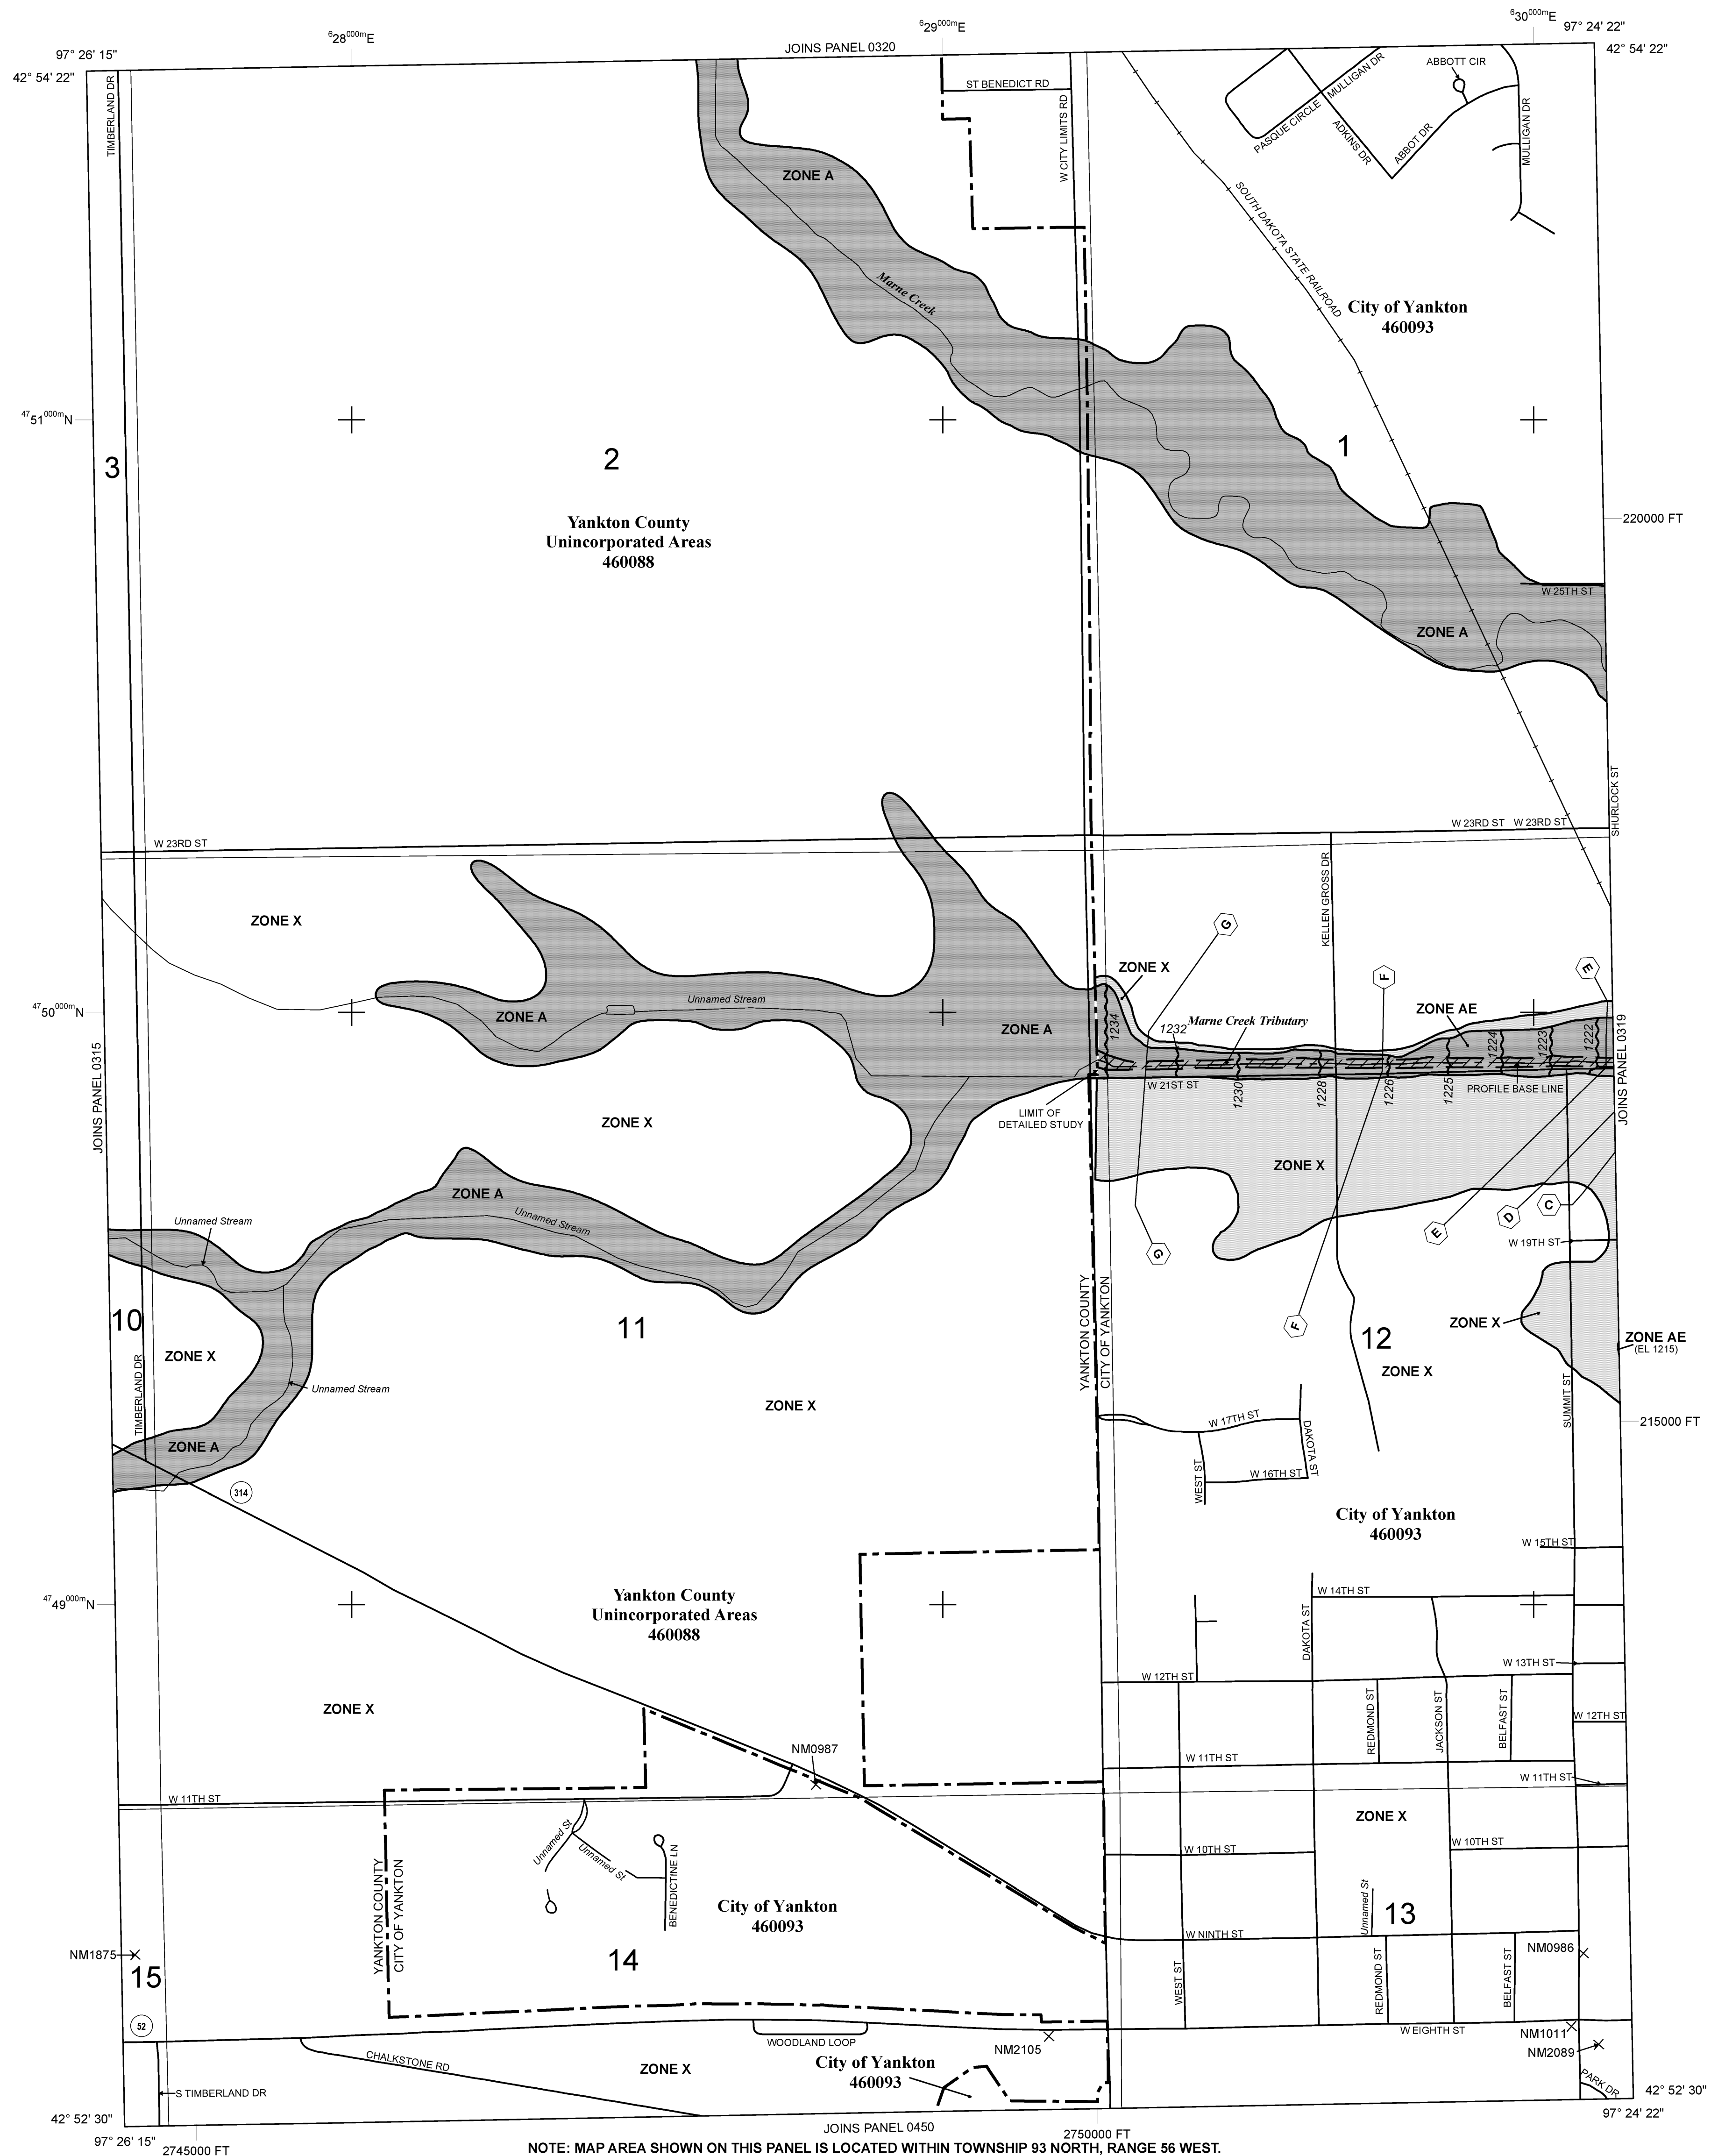 628000mE
629000mE
630000mE
97° 26' 15"
JOINS PANEL 0320
97° 24' 22"
42° 54' 22"
42° 54' 22"
TIMBERLAND DR
ST BENEDICT RD
W CITY LIMITS RD
ABBOTT CIR
MULLIGAN DR
PASQUE CIRCLE
ADKINS DR
ABBOT DR
MULLIGAN DR
ZONE A
SOUTH DAKOTA STATE RAILROAD
Marne Creek
City of Yankton
460093
4751000mN
3
2
1
Yankton County
Unincorporated Areas
460088
220000 FT
W 25TH ST
ZONE A
SHURLOCK ST
W 23RD ST
W 23RD ST
W 23RD ST
KELLEN GROSS DR
ZONE X
G
ZONE X
F
E
4750000mN
Unnamed Stream
ZONE A
ZONE A
1234
1232
Marne Creek Tributary
ZONE AE
1224
1223
1222
JOINS PANEL 0315
JOINS PANEL 0319
W 21ST ST
1230
1228
1226
1225
PROFILE BASE LINE
LIMIT OF
DETAILED STUDY
ZONE X
ZONE X
ZONE A
Unnamed Stream
Unnamed Stream
G
E
D
C
W 19TH ST
YANKTON COUNTY
CITY OF YANKTON
10
11
F
12
ZONE X
ZONE AE
(EL 1215)
ZONE X
TIMBERLAND DR
Unnamed Stream
ZONE X
ZONE X
SUMMIT ST
W 17TH ST
DAKOTA ST
215000 FT
ZONE A
WEST ST
W 16TH ST
314
City of Yankton
460093
W 15TH ST
Yankton County
Unincorporated Areas
460088
4749000mN
W 14TH ST
DAKOTA ST
W 13TH ST
W 12TH ST
REDMOND ST
JACKSON ST
BELFAST ST
W 12TH ST
ZONE X
NM0987
W 11TH ST
W 11TH ST
W 11TH ST
ZONE X
Unnamed St
Unnamed St
BENEDICTINE LN
W 10TH ST
W 10TH ST
YANKTON COUNTY
CITY OF YANKTON
City of Yankton
460093
Unnamed St
13
W NINTH ST
NM0986
NM1875
15
14
WEST ST
REDMOND ST
BELFAST ST
52
WOODLAND LOOP
NM2105
W EIGHTH ST
NM1011
NM2089
CHALKSTONE RD
ZONE X
City of Yankton
460093
S TIMBERLAND DR
PARK DR
42° 52' 30"
42° 52' 30"
97° 26' 15"
JOINS PANEL 0450
97° 24' 22"
2745000 FT
2750000 FT
NOTE: MAP AREA SHOWN ON THIS PANEL IS LOCATED WITHIN TOWNSHIP 93 NORTH, RANGE 56 WEST.